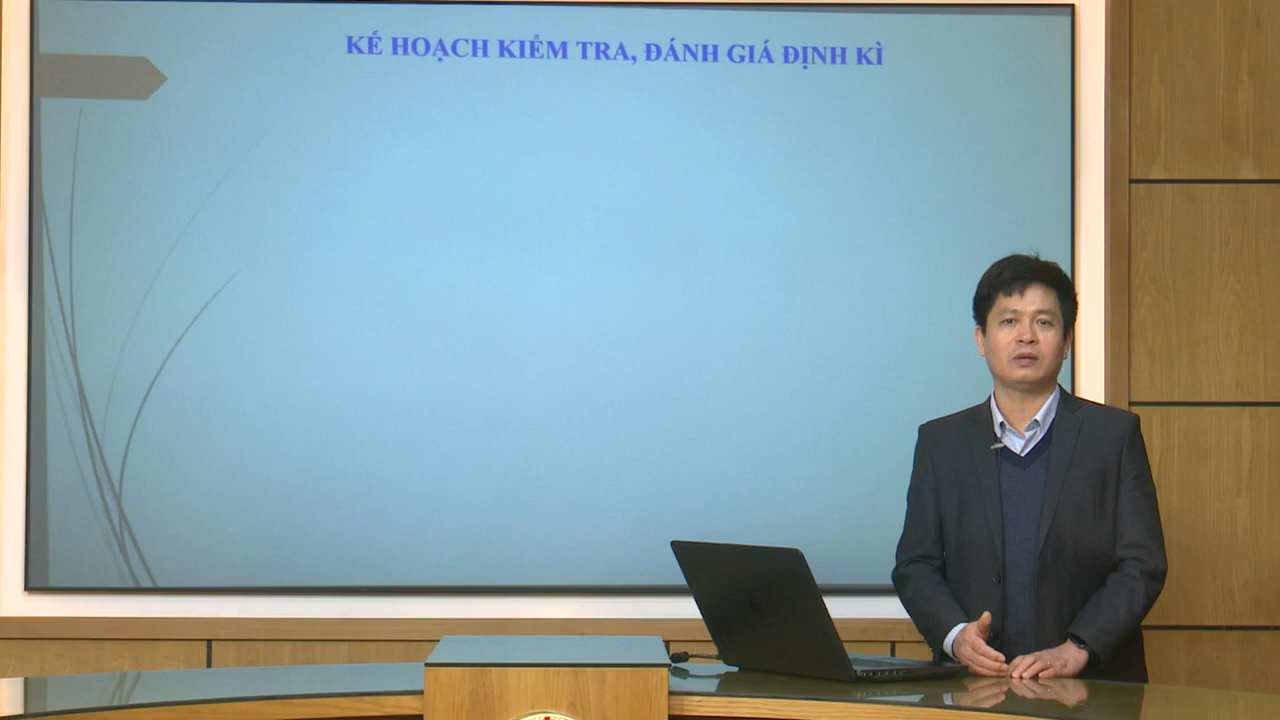 KẾ HOẠCH KIỂM TRA, ĐÁNH GIÁ ĐỊNH KÌ